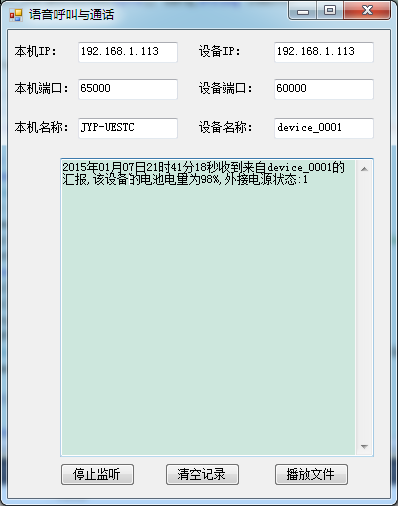 语音呼叫与通话
本机IP: 192.168.1.113 设备IP: 192.168.1.113
本机端口: 65000 设备端口: 60000
本机名称: JYP-UESTC 设备名称: device_0001
2015年01月07日21时41分18秒收到来自device_0001的
汇报,该设备的电池电量为98%,外接电源状态:1
停止监听 清空记录 播放文件